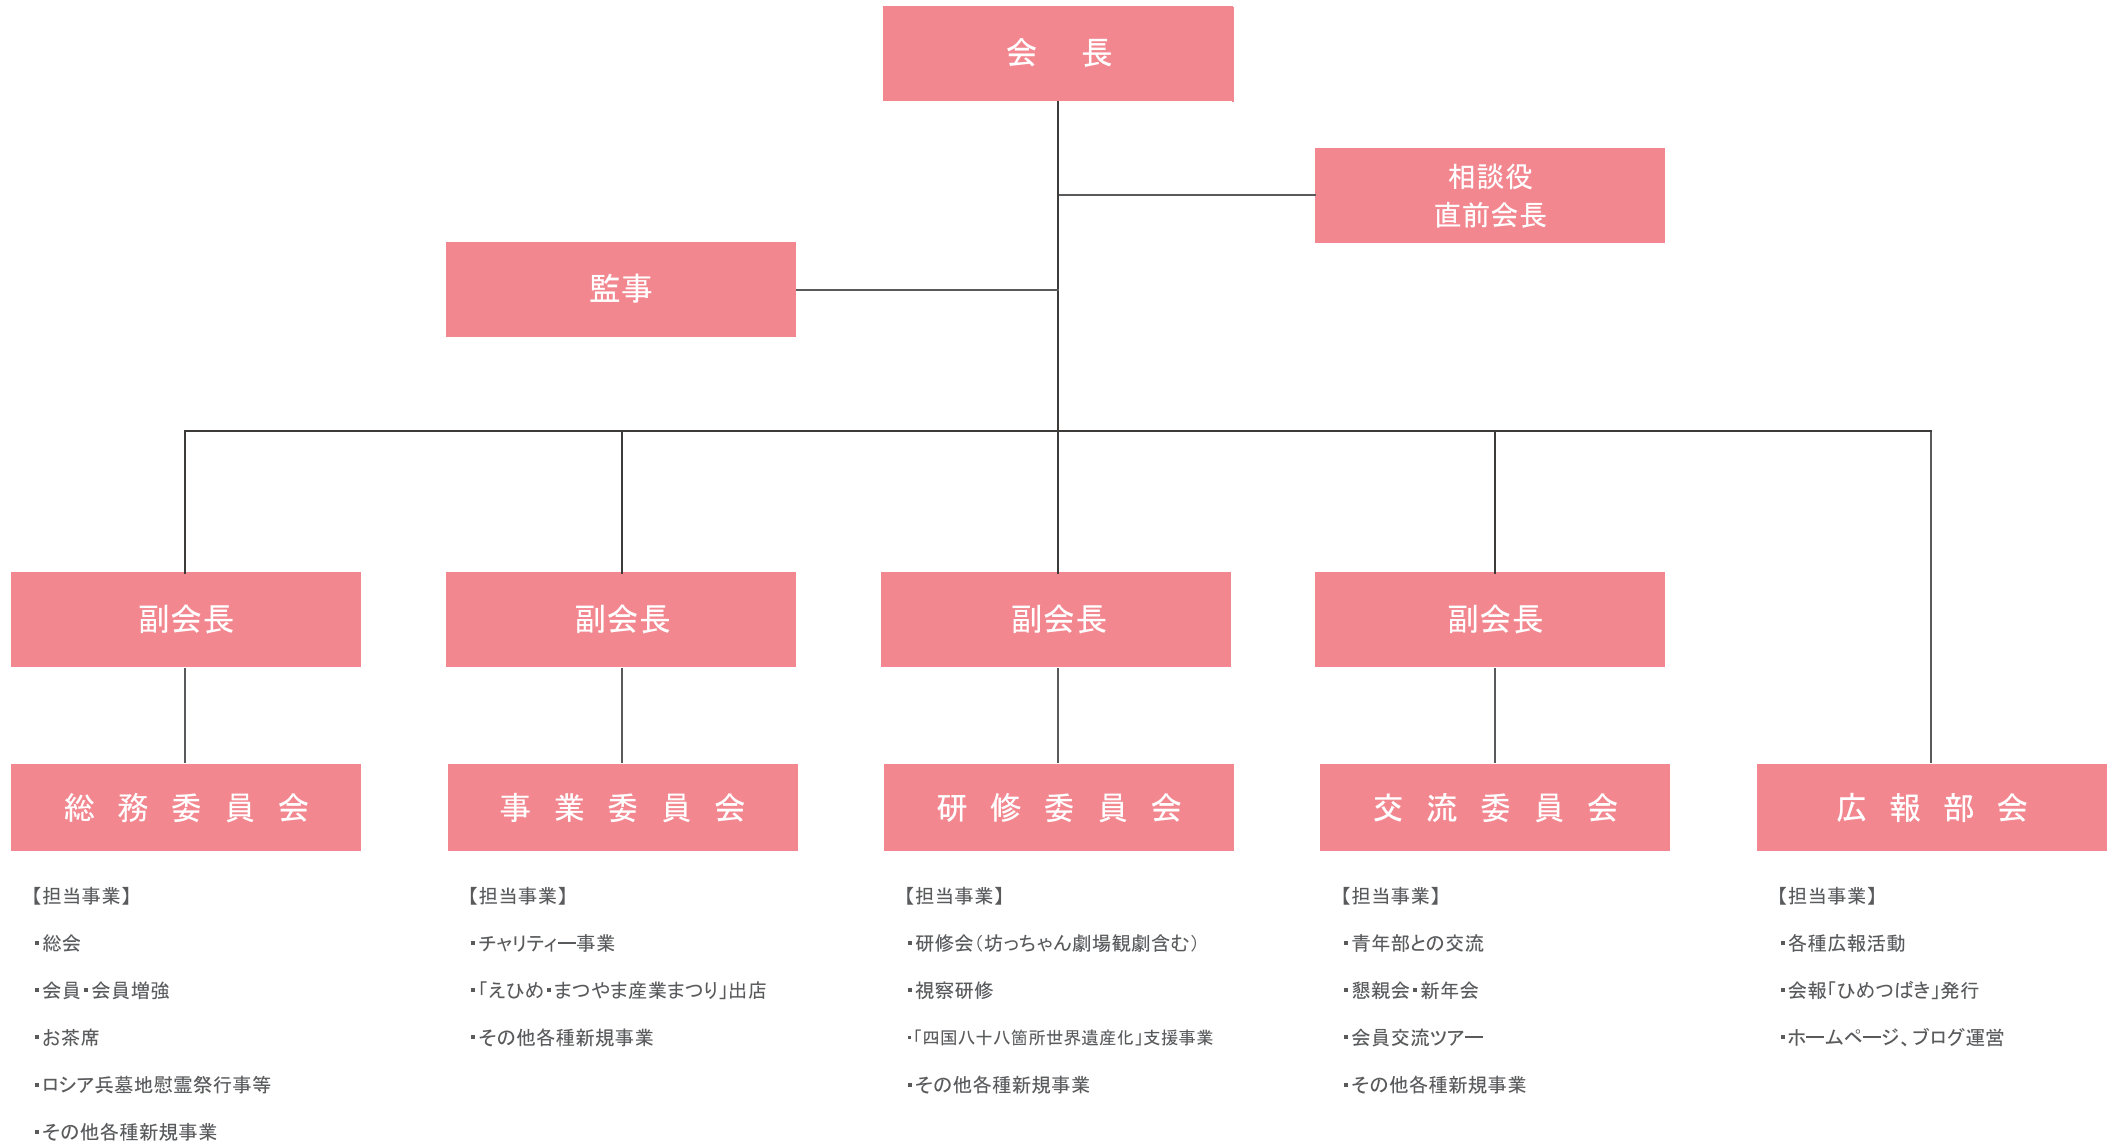 会　長
相談役
直前会長
監事
副会長
副会長
副会長
副会長
総務委員会
事業委員会
研修委員会
交流委員会
広報部会
【担当事業】
・総会
・会員・会員増強
・お茶席
・ロシア兵墓地慰霊祭行事等
・その他各種新規事業
【担当事業】
・チャリティー事業
・「えひめ・まつやま産業まつり」出店
・その他各種新規事業
【担当事業】
・研修会（坊っちゃん劇場観劇含む）
・視察研修
・「四国八十八箇所世界遺産化」支援事業
・その他各種新規事業
【担当事業】
・青年部との交流
・懇親会・新年会
・会員交流ツアー
・その他各種新規事業
【担当事業】
・各種広報活動
・会報「ひめつばき」発行
・ホームページ、ブログ運営